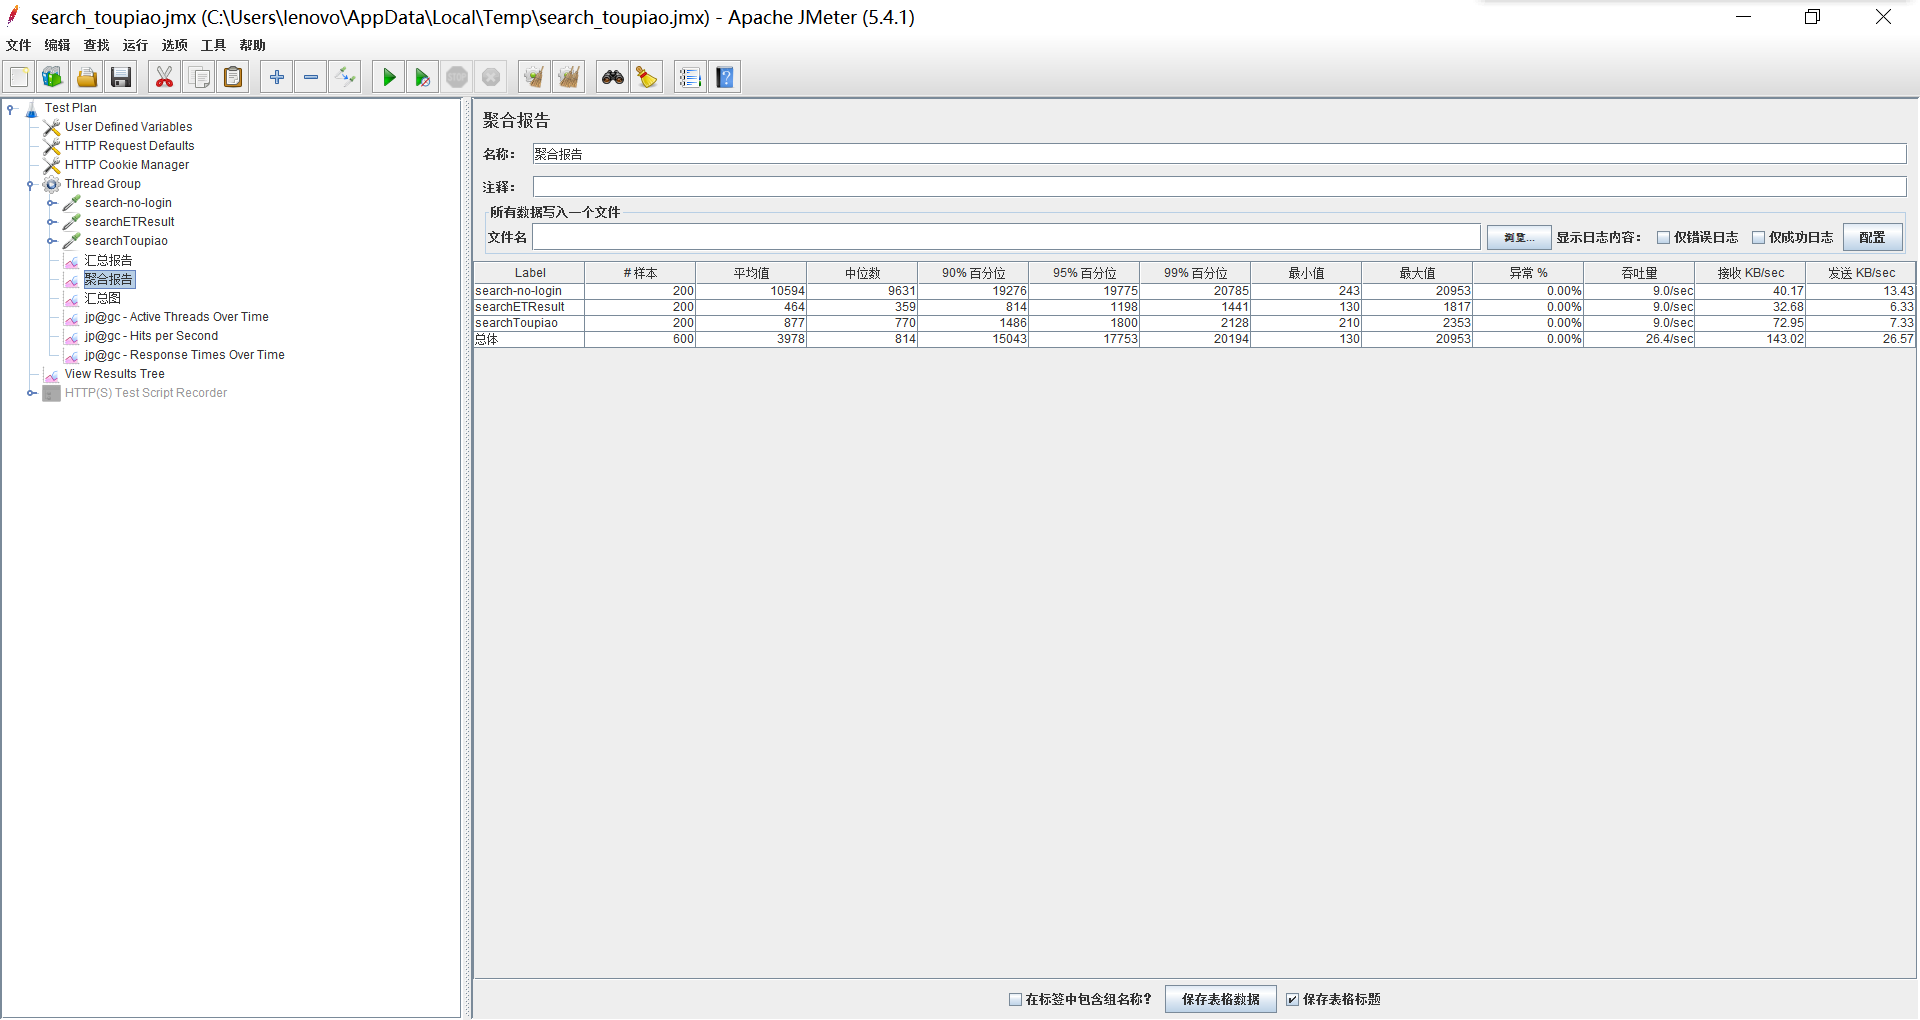 search_toupiao.jmx (C:\Users\lenovo\AppData\Local\Temp\search_toupiao.jmx) - Apache JMeter (5.4.1)
文件 编辑 查找 运行 选项 工具 帮助
STOP
Test Plan
User Defined Variables
HTTP Request Defaults
HTTP Cookie Manager
Thread Group
search-no-login
searchETResult
searchToupiao
汇总报告
聚合报告
汇总图
jp@gc - Active Threads Over Time
jp@gc - Hits per Second
jp@gc - Response Times Over Time
View Results Tree
HTTP(S) Test Script Recorder
聚合报告
名称： 聚合报告
注释：
所有数据写入一个文件
文件名 浏览... 显示日志内容： 仅错误日志 仅成功日志 配置
Label # 样本 平均值 中位数 90% 百分位 95% 百分位 99% 百分位 最小值 最大值 异常 % 吞吐量 接收 KB/sec 发送 KB/sec
search-no-login 200 10594 9631 19276 19775 20785 243 20953 0.00% 9.0/sec 40.17 13.43
searchETResult 200 464 359 814 1198 1441 130 1817 0.00% 9.0/sec 32.68 6.33
searchToupiao 200 877 770 1486 1800 2128 210 2353 0.00% 9.0/sec 72.95 7.33
总体 600 3978 814 15043 17753 20194 130 20953 0.00% 26.4/sec 143.02 26.57
在标签中包含组名称? 保存表格数据 保存表格标题